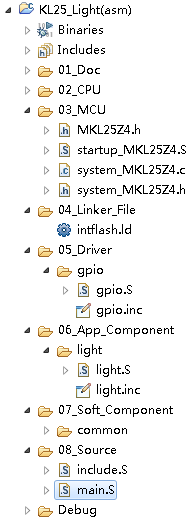 KL25_Light(asm)
Binaries
Includes
01_Doc
02_CPU
03_MCU
MKL25Z4.h
startup_MKL25Z4.S
system_MKL25Z4.c
system_MKL25Z4.h
04_Linker_File
intflash.ld
05_Driver
gpio
gpio.S
gpio.inc
06_App_Component
light
light.S
light.inc
07_Soft_Component
common
08_Source
include.S
main.S
Debug